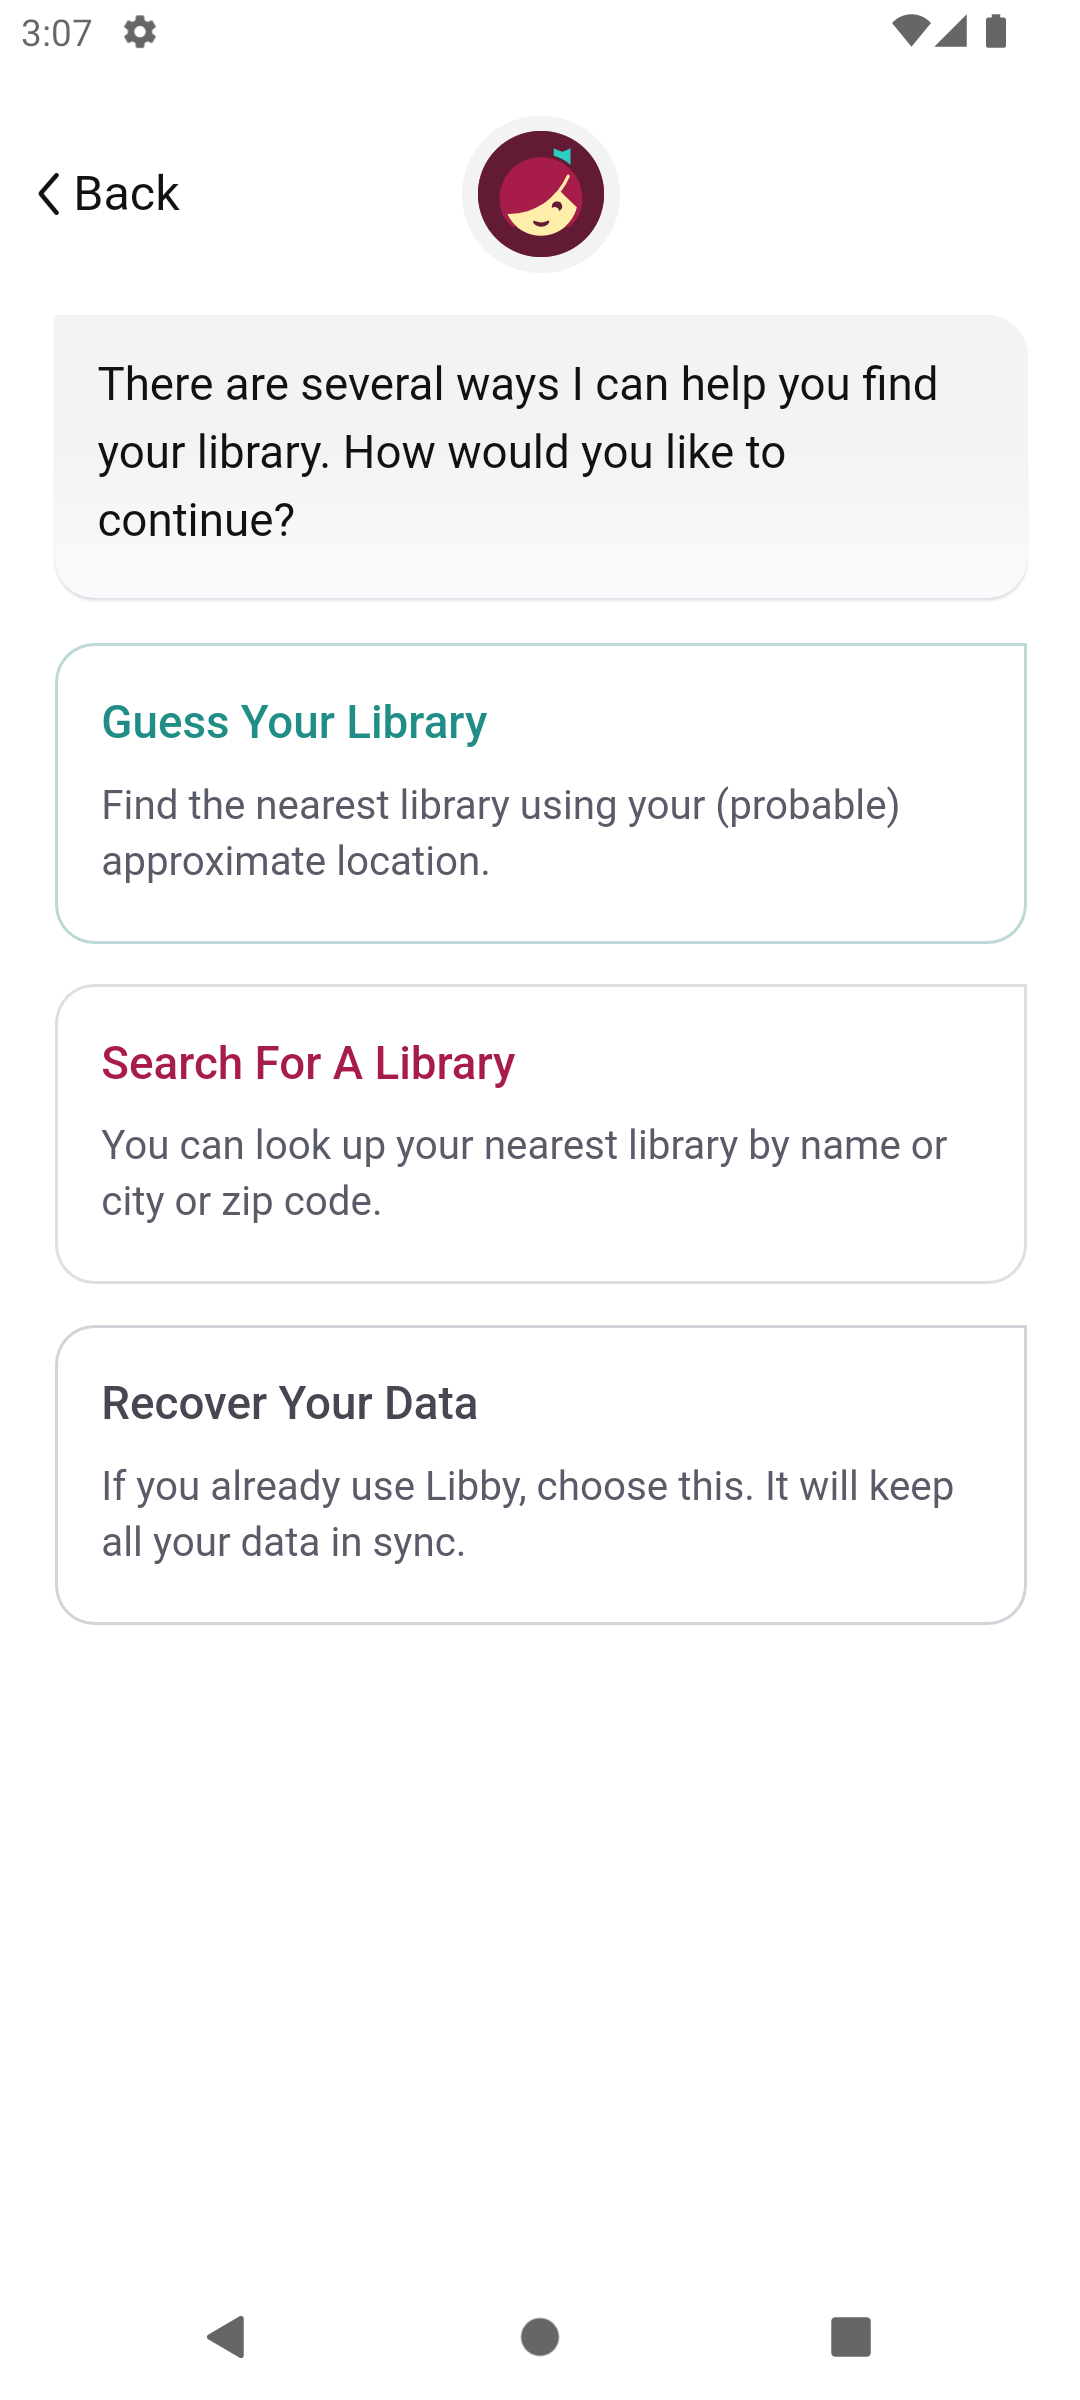 3:07
Back
There are several ways I can help you find
your library. How would you like to
continue?
Guess Your Library
Find the nearest library using your (probable)
approximate location.
Search For A Library
You can look up your nearest library by name or
city or zip code.
Recover Your Data
If you already use Libby, choose this. It will keep
all your data in sync.